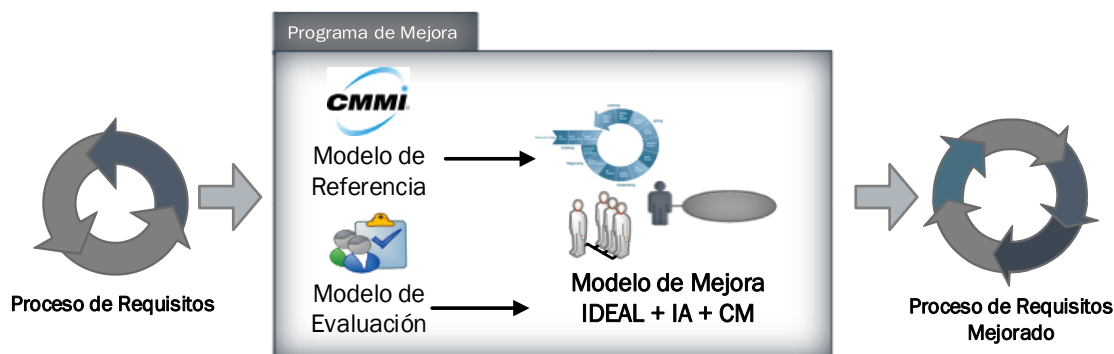 Programa de Mejora
CMMI
Modelo de
Referencia
Modelo de
Evaluación
Modelo de Mejora
IDEAL + IA + CM
Proceso de Requisitos
Proceso de Requisitos
Mejorado